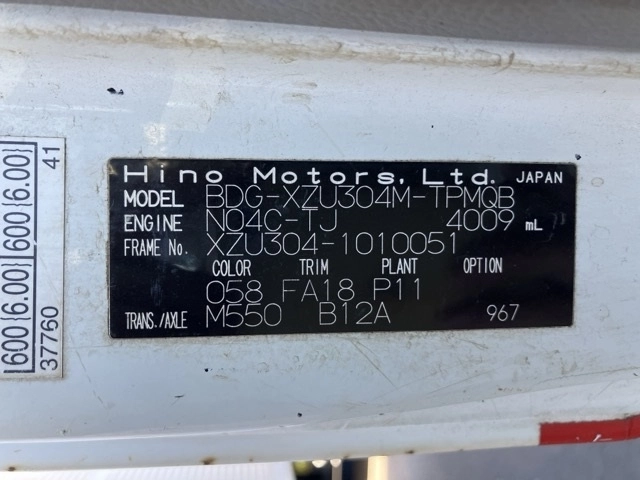 Hino Motors, Ltd. JAPAN
MODEL BDG-XZU304M-TPMQB
ENGINE N04C-TJ 4009 mL
FRAME No. XZU304-1010051
COLOR TRIM PLANT OPTION
058 FA18 P11
TRANS./AXLE M550 B12A 967
600(6.00) 600(6.00)
37760 41